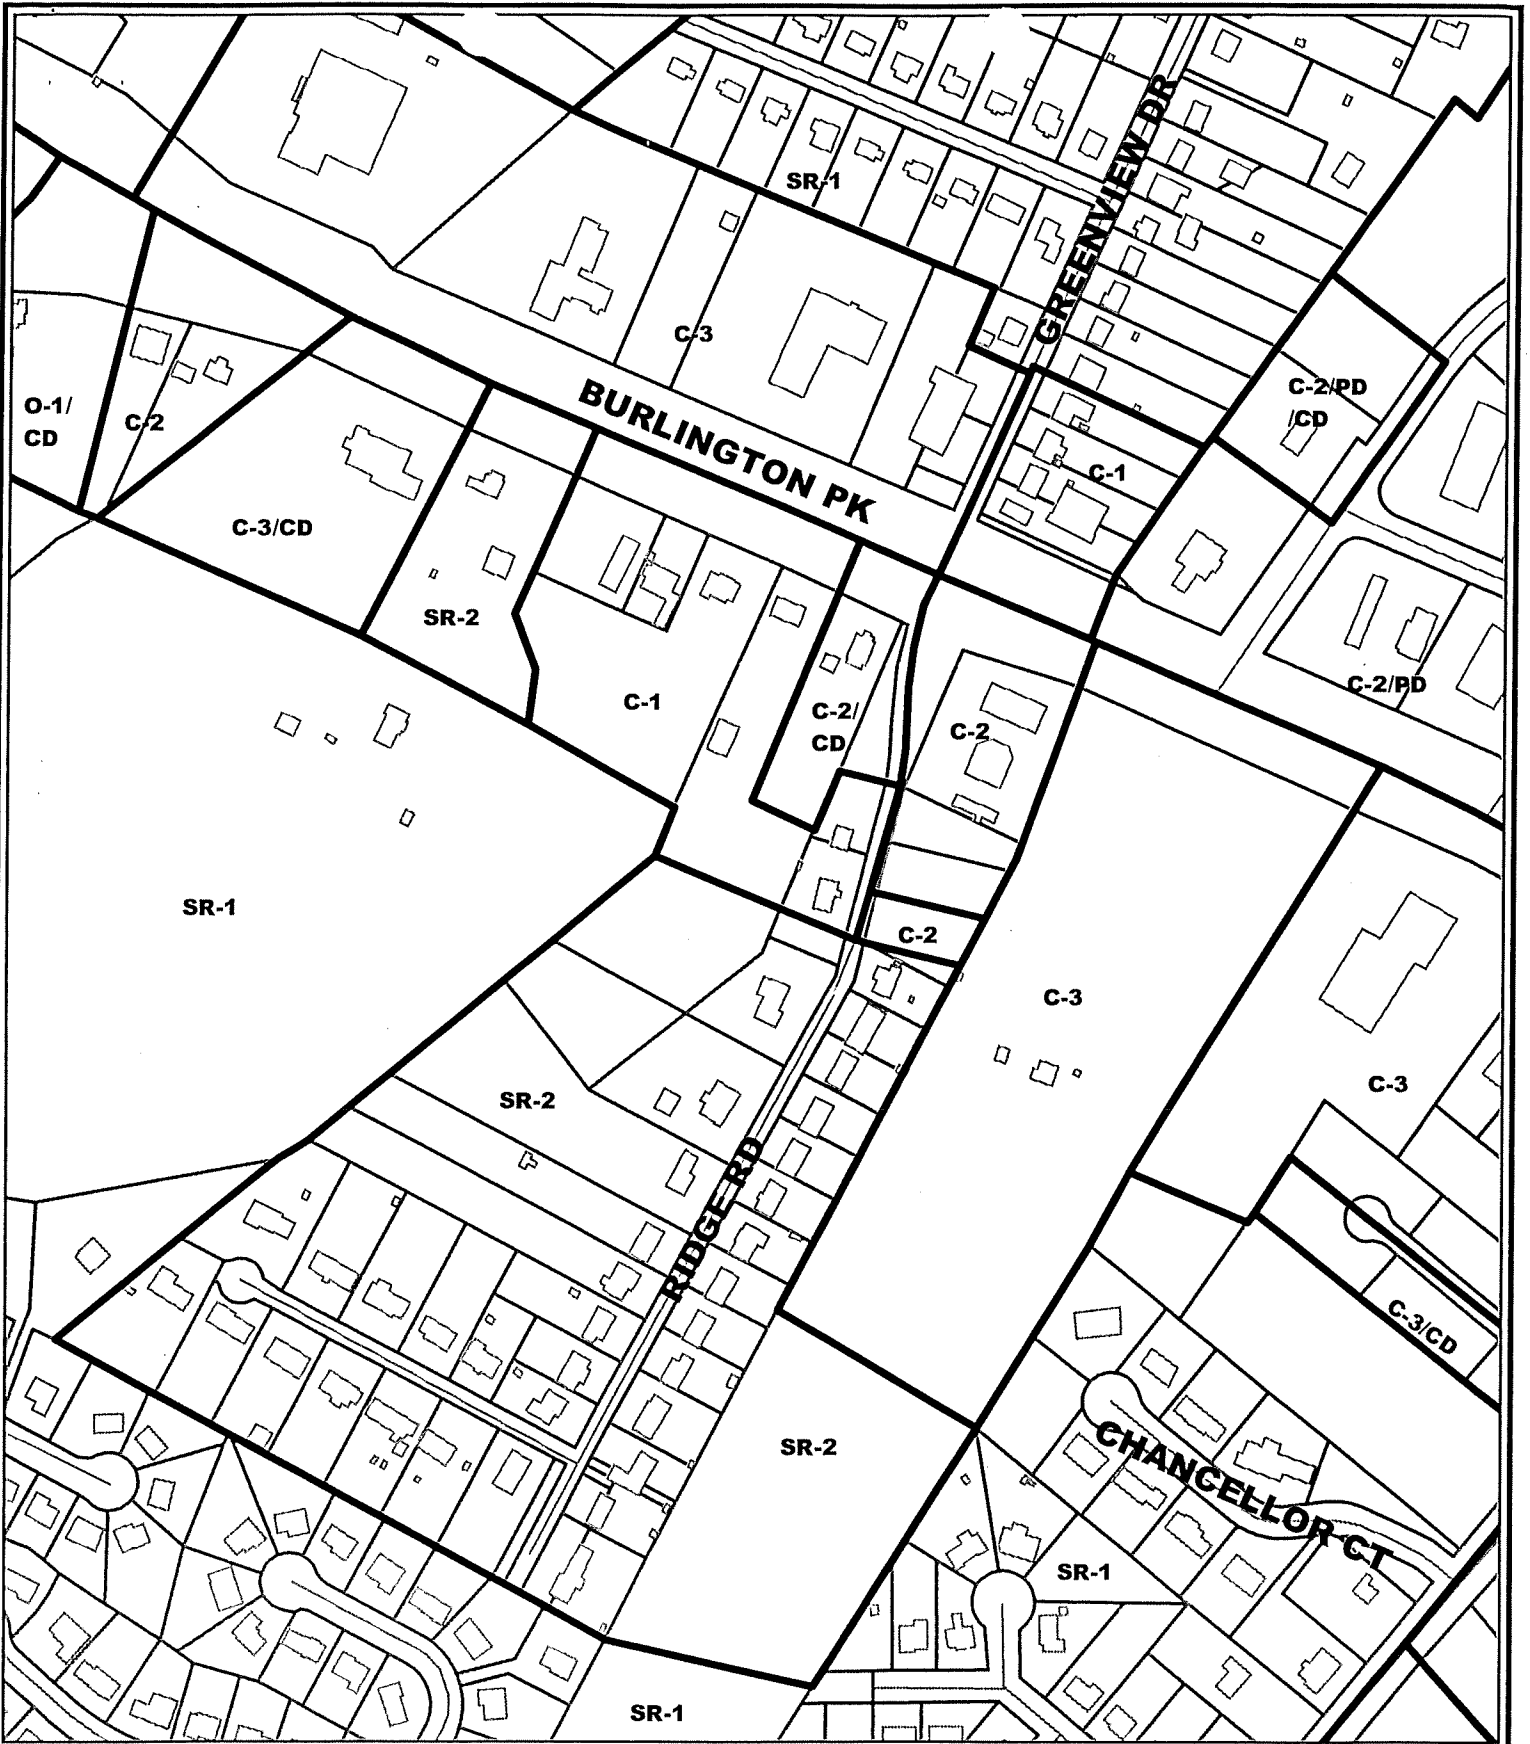 GREENVIEW DR
SR-1
C-3
C-2/PD
/CD
O-1/
CD
C-2
BURLINGTON PK
C-1
C-3/CD
SR-2
C-1
C-2/
CD
C-2
C-2/PD
SR-1
C-2
C-3
C-3
SR-2
RIDGE RD
C-3/CD
SR-2
CHANCELLOR CT
SR-1
SR-1